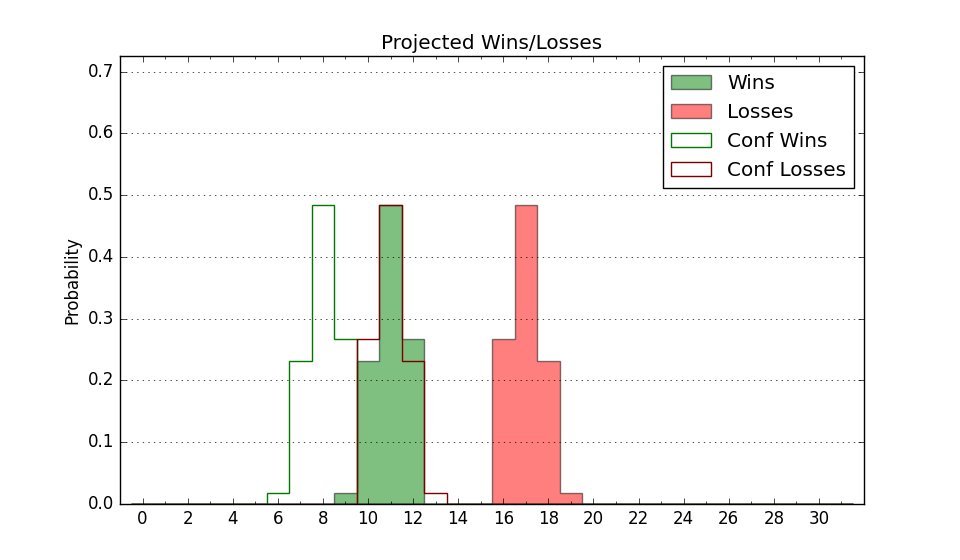 Projected Wins/Losses
Probability
0.7
0.6
0.5
0.4
0.3
0.2
0.1
0.0
Wins
Losses
Conf Wins
Conf Losses
0 2 4 6 8 10 12 14 16 18 20 22 24 26 28 30